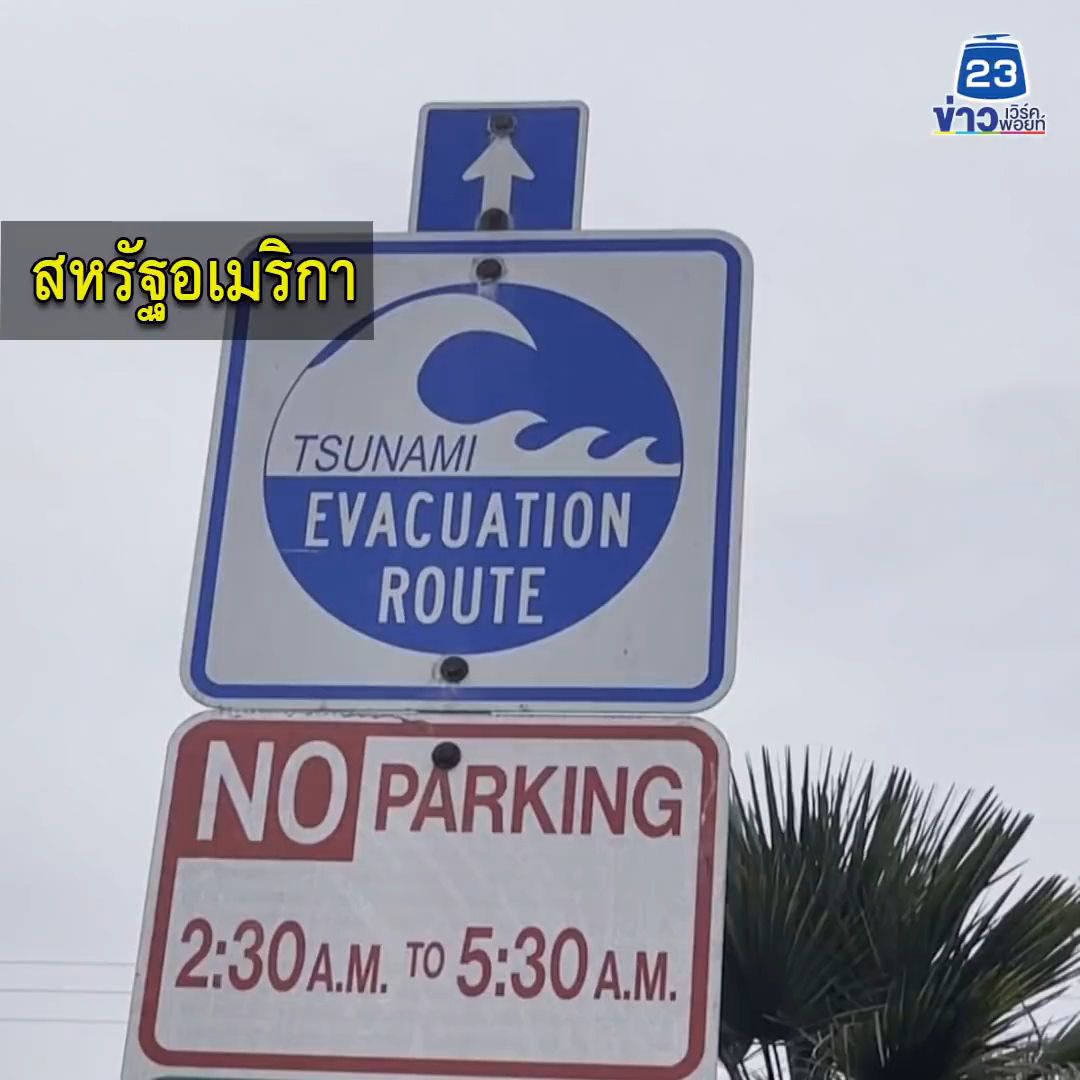 23
ข่าวเวิร์คพอยท์
สหรัฐอเมริกา
TSUNAMI
EVACUATION
ROUTE
NO PARKING
2:30 A.M. TO 5:30 A.M.